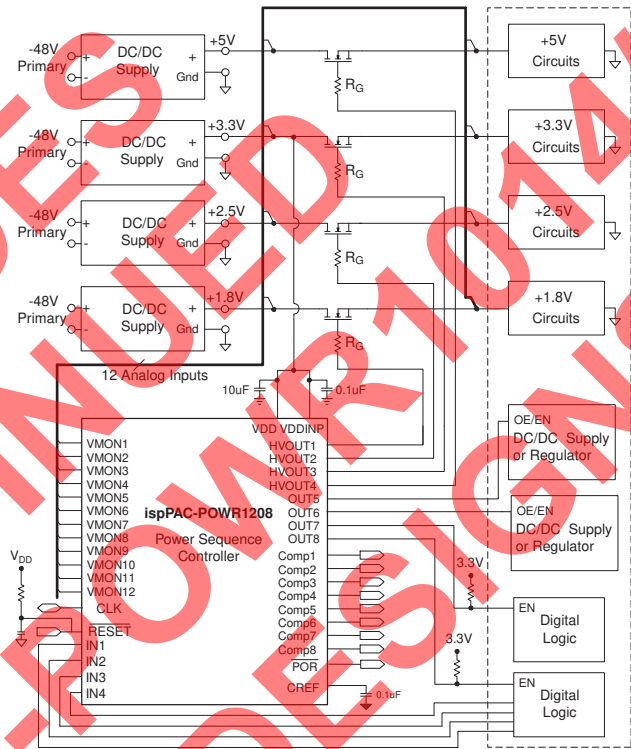 -48V
Primary
+
-
DC/DC
Supply
+
Gnd
+5V
RG
+5V
Circuits
-48V
Primary
+
-
DC/DC
Supply
+
Gnd
+3.3V
RG
+3.3V
Circuits
-48V
Primary
+
-
DC/DC
Supply
+
Gnd
+2.5V
RG
+2.5V
Circuits
-48V
Primary
+
-
DC/DC
Supply
+
Gnd
+1.8V
RG
+1.8V
Circuits
12 Analog Inputs
10uF
0.1uF
VDD VDDINP
VMON1
VMON2
VMON3
VMON4
VMON5
VMON6
VMON7
VMON8
VMON9
VMON10
VMON11
VMON12
CLK
RESET
IN1
IN2
IN3
IN4
VDD
ispPAC-POWR1208
Power Sequence
Controller
HVOUT1
HVOUT2
HVOUT3
HVOUT4
OUT5
OUT6
OUT7
OUT8
Comp1
Comp2
Comp3
Comp4
Comp5
Comp6
Comp7
Comp8
POR
CREF
0.1uF
OE/EN
DC/DC Supply
or Regulator
OE/EN
DC/DC Supply
or Regulator
3.3V
EN
Digital
Logic
3.3V
EN
Digital
Logic
POWR1014
DESIGNS